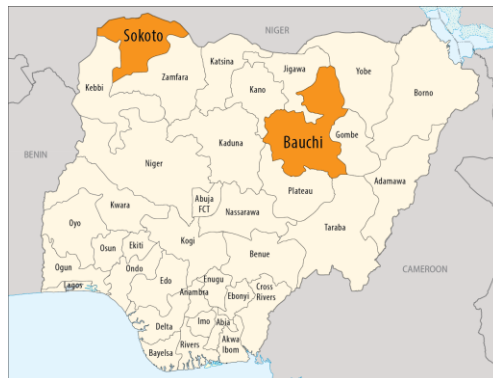 NIGER
Sokoto
Katsina
Jigawa
Yobe
Zamfara
Kebbi
Kano
Borno
Bauchi
Gombe
Kaduna
BENIN
Niger
Adamawa
Plateau
Abuja
FCT
Kwara
Nassarawa
Oyo
Taraba
Osun
Ekiti
Kogi
Benue
Ogun
Ondo
CAMEROON
Lagos
Edo
Enugu
Cross
Rivers
Anambra
Ebonyi
Delta
Imo
Abia
Bayelsa
Rivers
Akwa
Ibom